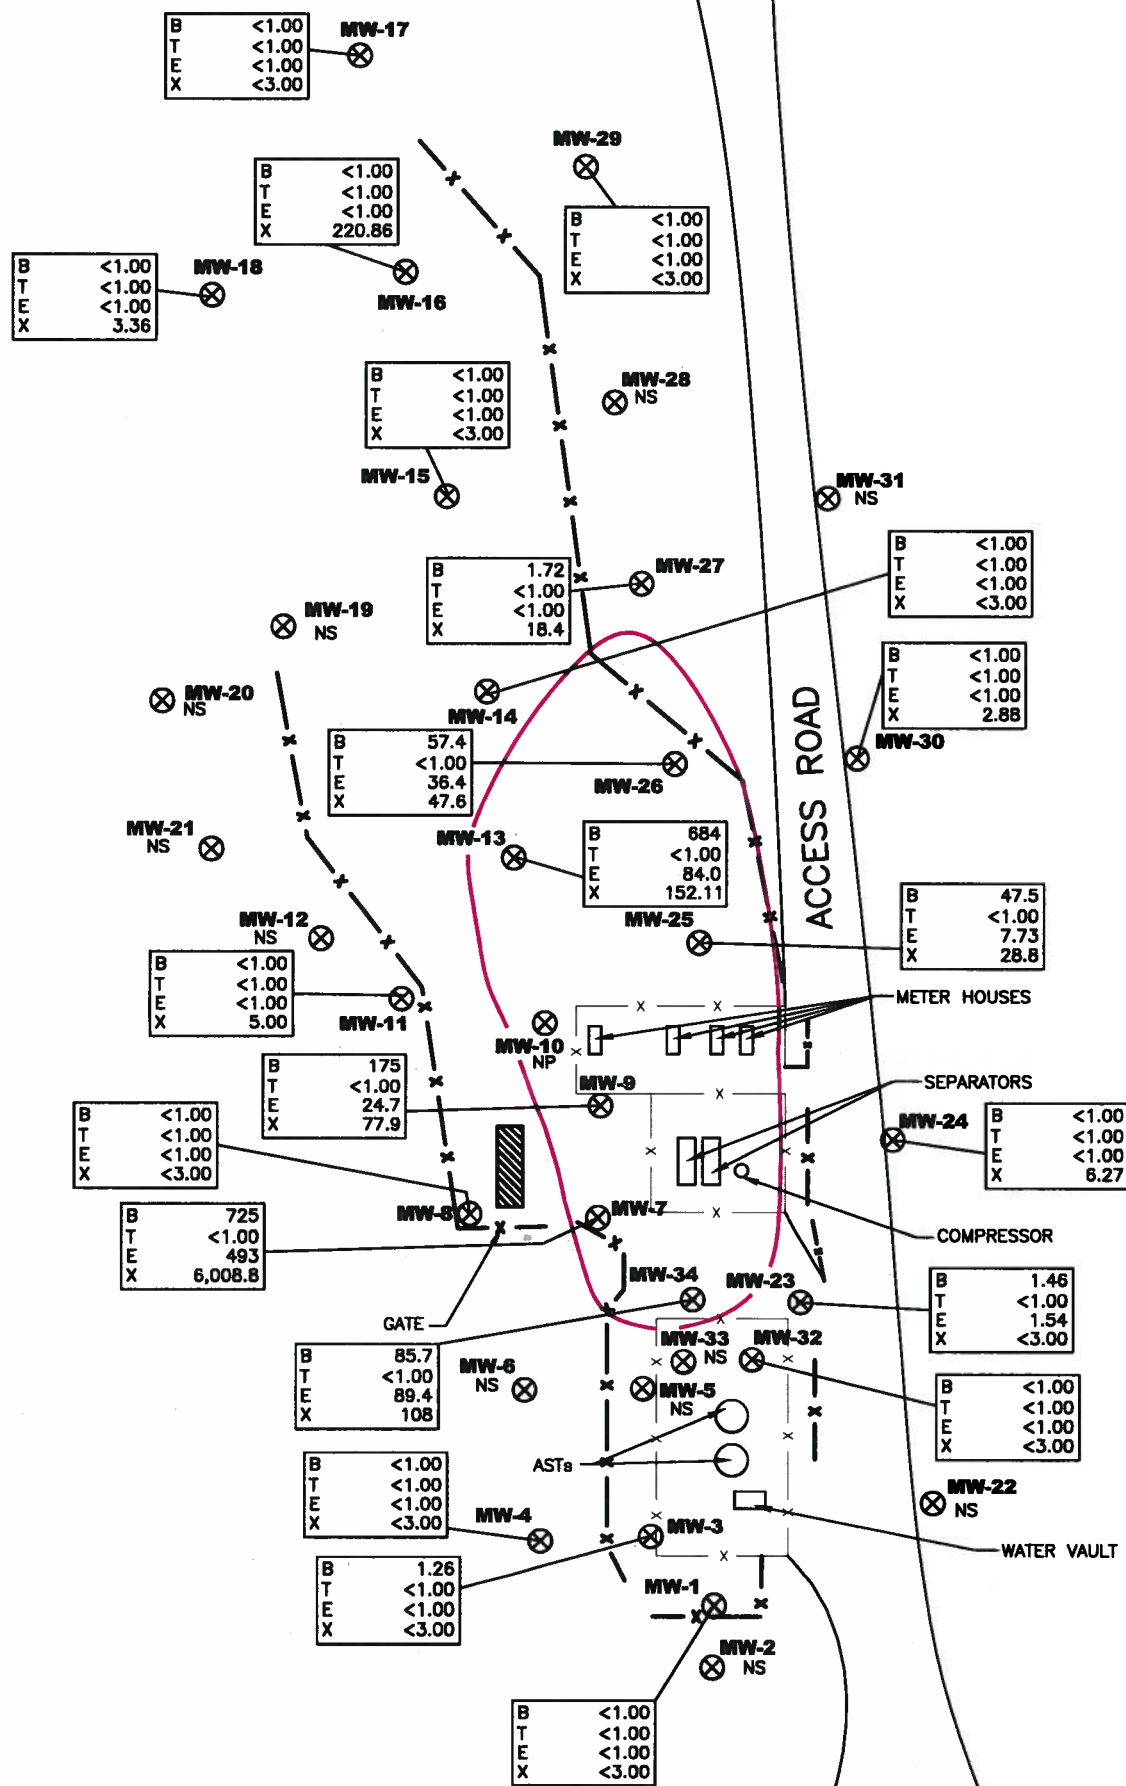 B <1.00
T <1.00
E <1.00
X <3.00
MW-17
MW-29
B <1.00
T <1.00
E <1.00
X 220.86
MW-16
B <1.00
T <1.00
E <1.00
X <3.00
B <1.00
T <1.00
E <1.00
X 3.36
MW-18
B <1.00
T <1.00
E <1.00
X <3.00
MW-15
MW-28
NS
MW-31
NS
B <1.00
T <1.00
E <1.00
X <3.00
B 1.72
T <1.00
E <1.00
X 18.4
MW-27
MW-19
NS
MW-20
NS
MW-14
B <1.00
T <1.00
E <1.00
X 2.88
MW-30
ACCESS ROAD
B 57.4
T <1.00
E 36.4
X 47.6
MW-26
MW-21
NS
MW-13
B 684
T <1.00
E 84.0
X 152.11
MW-25
B 47.5
T <1.00
E 7.73
X 28.8
MW-12
NS
B <1.00
T <1.00
E <1.00
X 5.00
MW-11
METER HOUSES
MW-10
NP
B 175
T <1.00
E 24.7
X 77.9
MW-9
SEPARATORS
B <1.00
T <1.00
E <1.00
X <3.00
MW-24
B <1.00
T <1.00
E <1.00
X 6.27
MW-8
MW-7
B 725
T <1.00
E 493
X 6,008.8
COMPRESSOR
MW-34
MW-23
B 1.46
T <1.00
E 1.54
X <3.00
GATE
B 85.7
T <1.00
E 89.4
X 108
MW-6
NS
MW-33
NS
MW-32
MW-5
NS
B <1.00
T <1.00
E <1.00
X <3.00
ASTs
B <1.00
T <1.00
E <1.00
X <3.00
MW-4
MW-3
MW-22
NS
WATER VAULT
B 1.26
T <1.00
E <1.00
X <3.00
MW-1
MW-2
NS
B <1.00
T <1.00
E <1.00
X <3.00